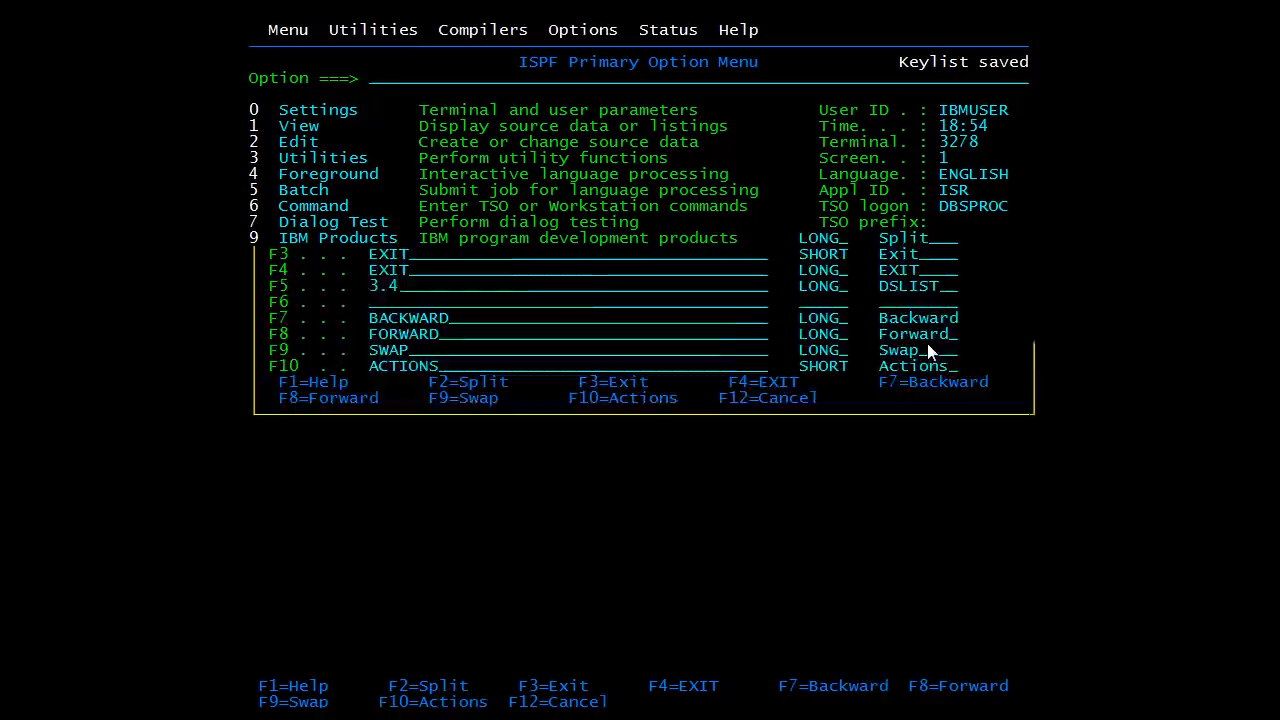 Menu  Utilities  Compilers  Options  Status  Help
ISPF Primary Option Menu  Keylist saved
Option ===>
0  Settings  Terminal and user parameters  User ID . : IBMUSER
1  View  Display source data or listings  Time. . . : 18:54
2  Edit  Create or change source data  Terminal. : 3278
3  Utilities  Perform utility functions  Screen. . : 1
4  Foreground  Interactive language processing  Language. : ENGLISH
5  Batch  Submit job for language processing  Appl ID . : ISR
6  Command  Enter TSO or Workstation commands  TSO logon : DBSPROC
7  Dialog Test  Perform dialog testing  TSO prefix:
9  IBM Products  IBM program development products  LONG_  Split___
F3 . . .  EXIT  SHORT  Exit____
F4 . . .  EXIT  LONG_  EXIT____
F5 . . .  3.4  LONG_  DSLIST__
F6 . . .
F7 . . .  BACKWARD  LONG_  Backward
F8 . . .  FORWARD  LONG_  Forward_
F9 . . .  SWAP  LONG_  Swap____
F10  . .  ACTIONS  SHORT  Actions_
F1=Help  F2=Split  F3=Exit  F4=EXIT  F7=Backward
F8=Forward  F9=Swap  F10=Actions  F12=Cancel
F1=Help  F2=Split  F3=Exit  F4=EXIT  F7=Backward  F8=Forward
F9=Swap  F10=Actions  F12=Cancel